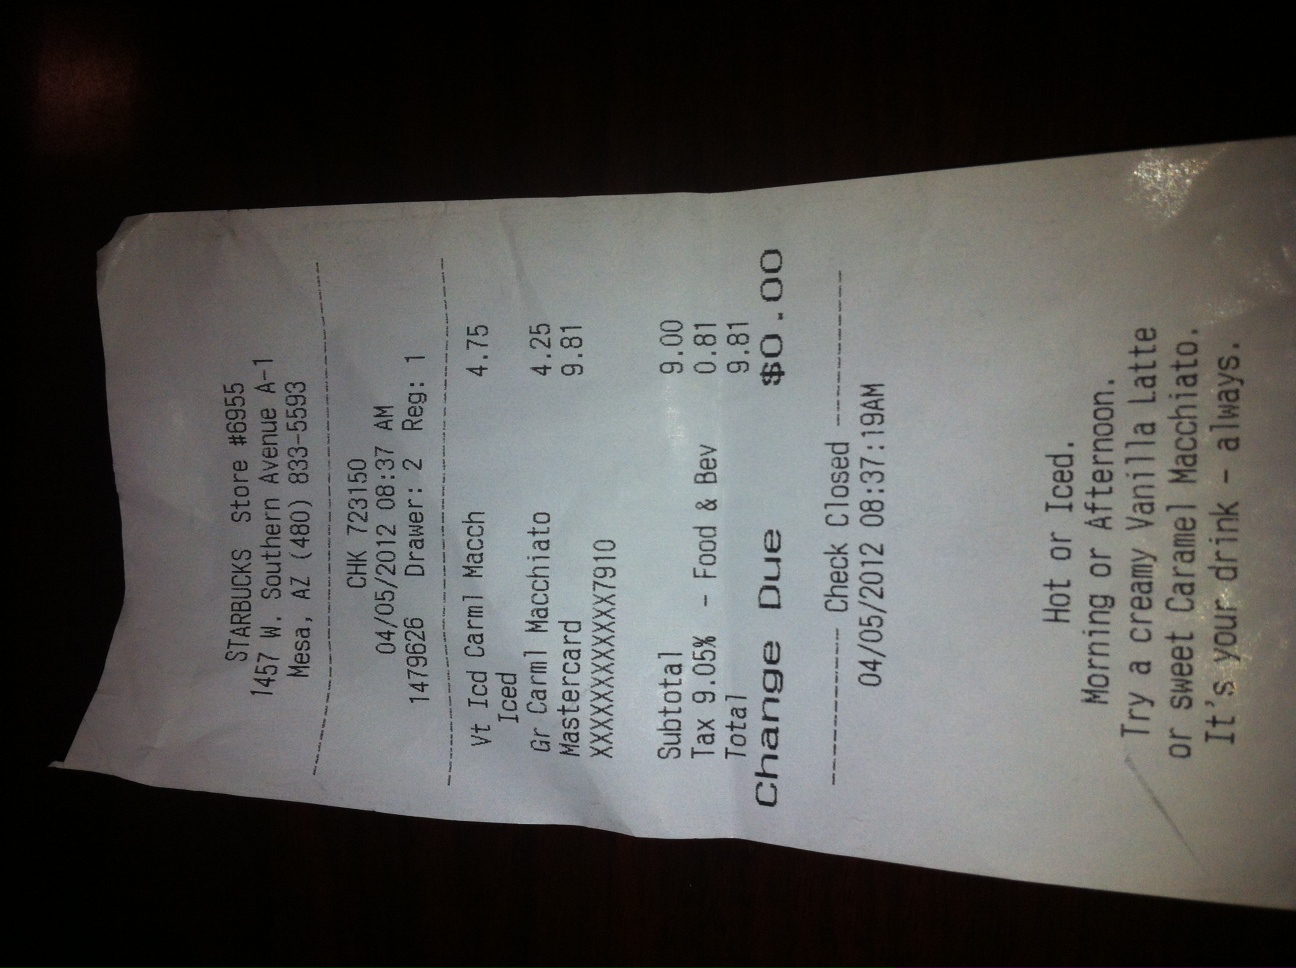 STARBUCKS Store #6955
1457 W. Southern Avenue A-1
Mesa, AZ (480) 833-5593
CHK 723150
04/05/2012 08:37 AM
1479626 Drawer: 2 Reg: 1
Vt Icd Carml Macch 4.75
Iced
Gr Carml Macchiato 4.25
Mastercard 9.81
XXXXXXXXXXXX7910
Subtotal 9.00
Tax 9.05% - Food & Bev 0.81
Total 9.81
Change Due $0.00
------------ Check Closed ------------
04/05/2012 08:37:19AM
Hot or Iced.
Morning or Afternoon.
Try a creamy Vanilla Latte
or sweet Caramel Macchiato.
It's your drink - always.